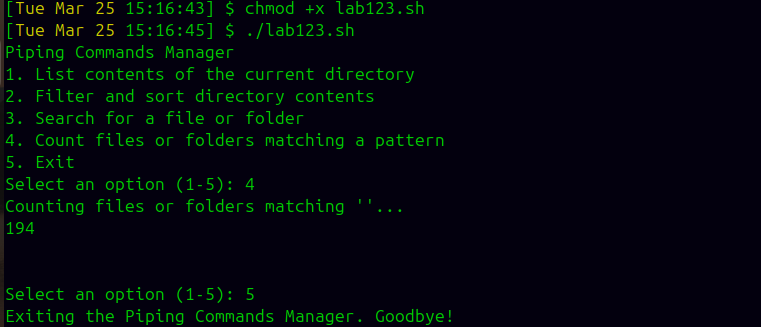 [Tue Mar 25 15:16:43] $ chmod +x lab123.sh
[Tue Mar 25 15:16:45] $ ./lab123.sh
Piping Commands Manager
1. List contents of the current directory
2. Filter and sort directory contents
3. Search for a file or folder
4. Count files or folders matching a pattern
5. Exit
Select an option (1-5): 4
Counting files or folders matching ''...
194
Select an option (1-5): 5
Exiting the Piping Commands Manager. Goodbye!